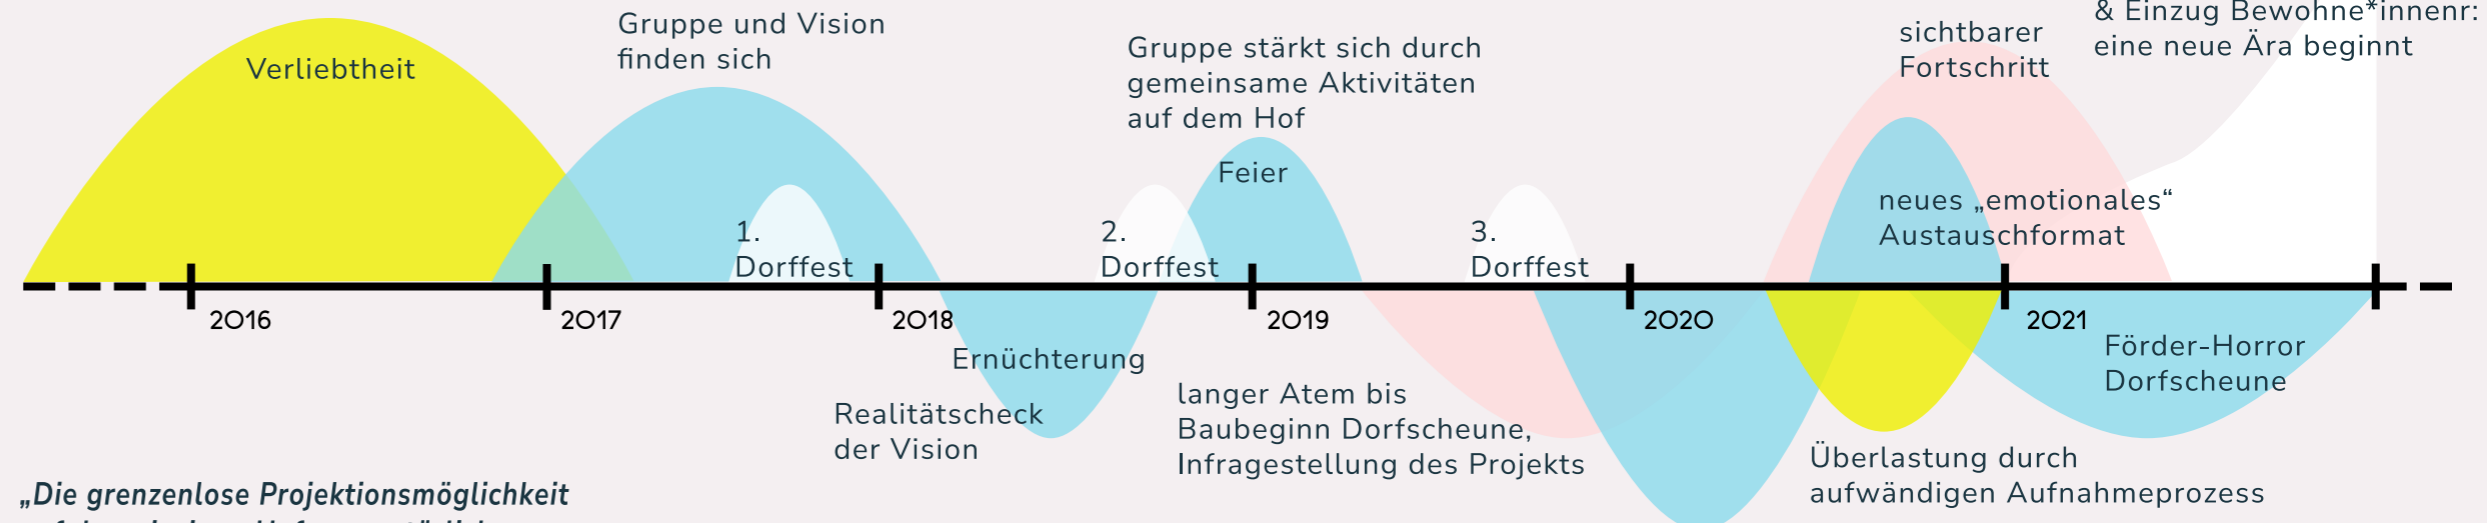 Verliebtheit
Gruppe und Vision
finden sich
Gruppe stärkt sich durch
gemeinsame Aktivitäten
auf dem Hof
Feier
sichtbarer
Fortschritt
& Einzug Bewohne*innenr:
eine neue Ära beginnt
neues „emotionales“
Austauschformat
1.
Dorffest
2.
Dorffest
3.
Dorffest
2016
2017
2018
2019
2020
2021
Ernüchterung
Realitätscheck
der Vision
langer Atem bis
Baubeginn Dorfscheune,
Infragestellung des Projekts
Förder-Horror
Dorfscheune
Überlastung durch
aufwändigen Aufnahmeprozess
„Die grenzenlose Projektionsmöglichkeit